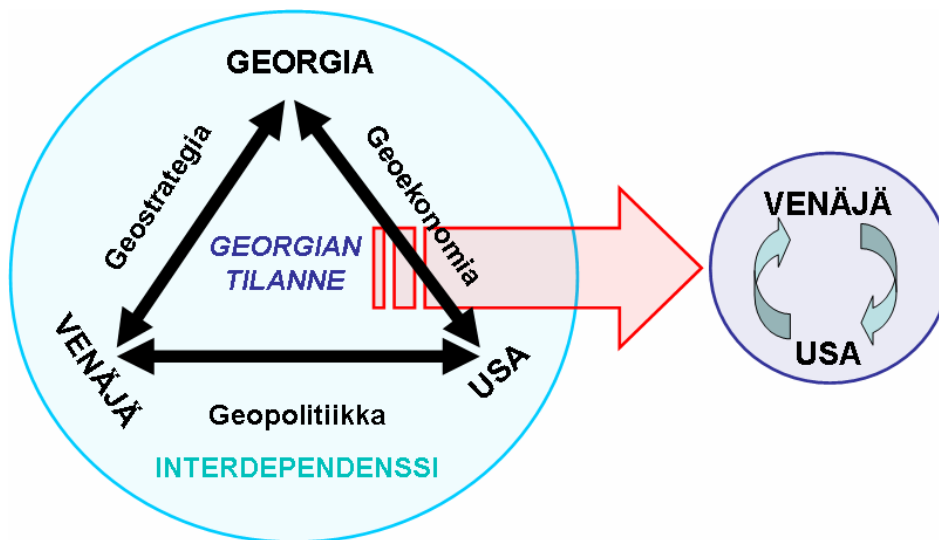 GEORGIA
Geostrategia
Geoekonomia
GEORGIAN
TILANNE
VENÄJÄ
USA
Geopolitiikka
INTERDEPENDENSSI
VENÄJÄ
USA